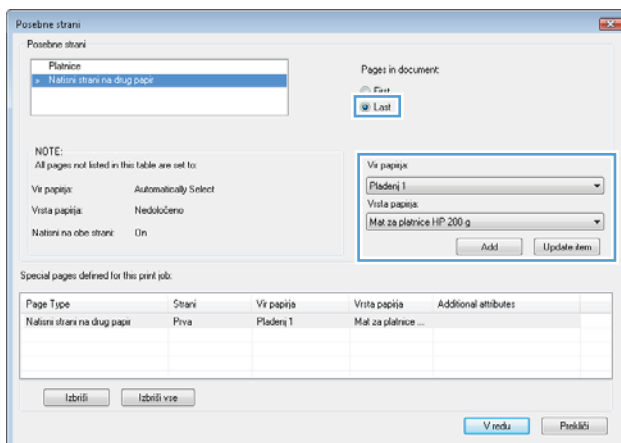 Posebne strani
Posebne strani
Platnice
» Natisni strani na drug papir
Pages in document:
First
Last
NOTE:
All pages not listed in this table are set to:
Vir papirja: Automatically Select
Vrsta papirja: Nedoločeno
Natisni na obe strani: On
Vir papirja:
Pladenj 1
Vrsta papirja:
Mat za platnice HP 200 g
Add Update item
Special pages defined for this print job:
Page Type Strani Vir papirja Vrsta papirja Additional attributes
Natisni strani na drug papir Prva Pladenj 1 Mat za platnice ...
Izbriši Izbriši vse
V redu Prekliči